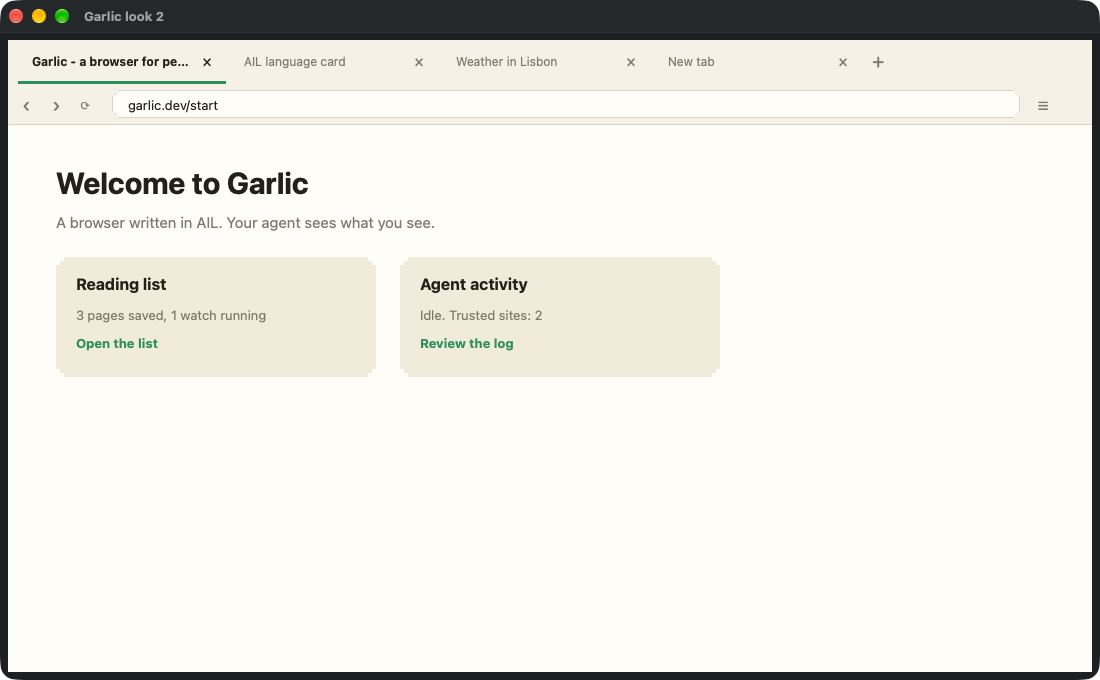 Garlic look 2
Garlic - a browser for pe...
AIL language card
Weather in Lisbon
New tab
garlic.dev/start
Welcome to Garlic
A browser written in AIL. Your agent sees what you see.
Reading list
3 pages saved, 1 watch running
Open the list
Agent activity
Idle. Trusted sites: 2
Review the log